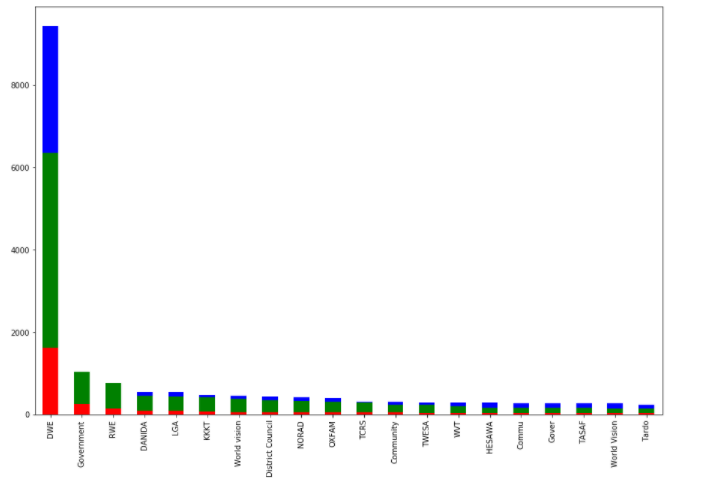 8000
6000
4000
2000
0
DWE
Government
RWE
DANIDA
LGA
KKKT
World vision
District Council
NORAD
OXFAM
TCRS
Community
TWESA
WVT
HESAWA
Commu
Gover
TASAF
World Vision
Tardo